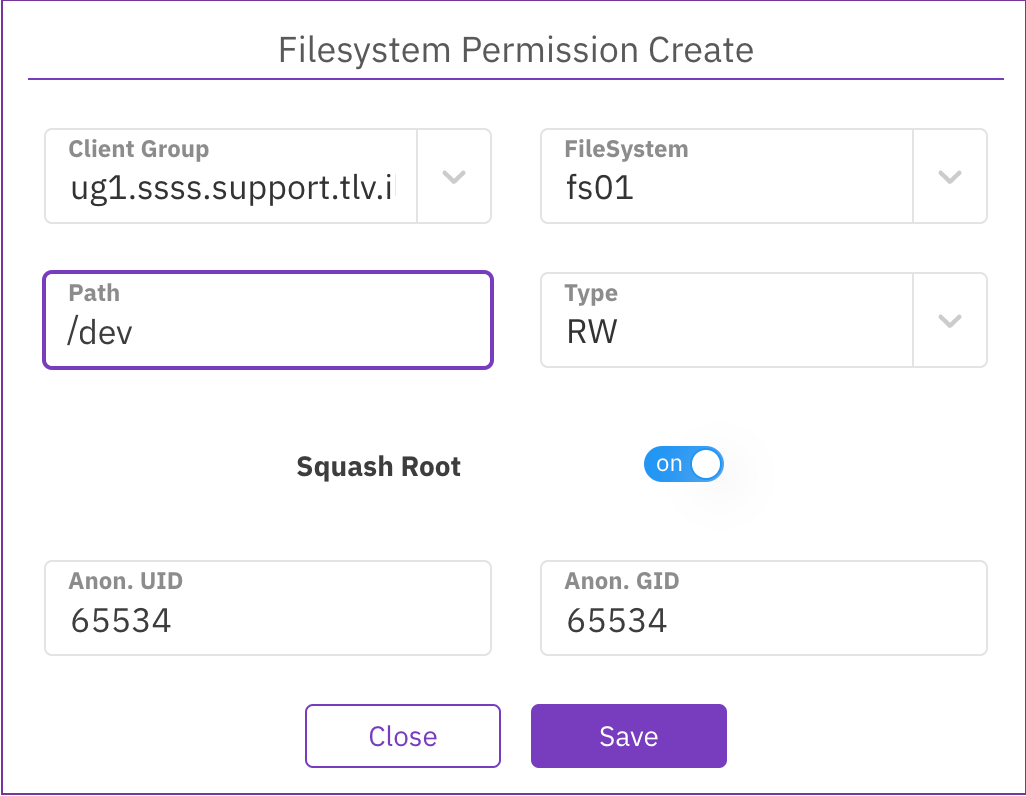 Filesystem Permission Create
Client Group
FileSystem
ug1.ssss.support.tlv.i
fs01
Path
Type
/dev
RW
Squash Root
on
Anon. UID
Anon. GID
65534
65534
Close
Save